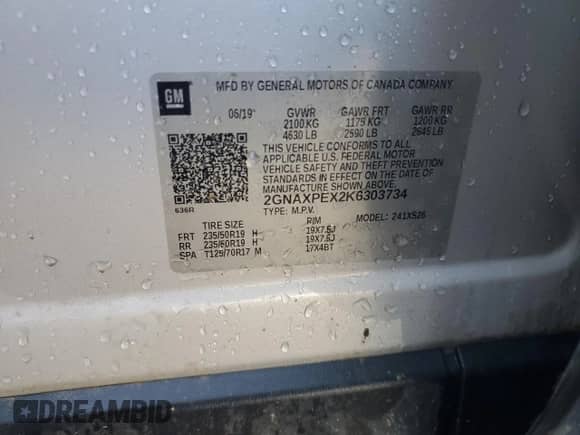 GM
MFD BY GENERAL MOTORS OF CANADA COMPANY
06/19 GVWR GAWR FRT GAWR RR
2100 KG 1175 KG 1200 KG
4630 LB 2590 LB 2645 LB
THIS VEHICLE CONFORMS TO ALL
APPLICABLE U.S. FEDERAL MOTOR
VEHICLE SAFETY AND THEFT PREVENTION
STANDARDS IN EFFECT ON THE DATE OF
MANUFACTURE SHOWN ABOVE.
2GNAXPEX2K6303734
TYPE: M.P.V. MODEL: 241XS26
636R
TIRE SIZE RIM
FRT 235/50R19 H 19X7.5J
RR 235/50R19 H 19X7.5J
SPA T125/70R17 M 17X4BT
DREAMBID